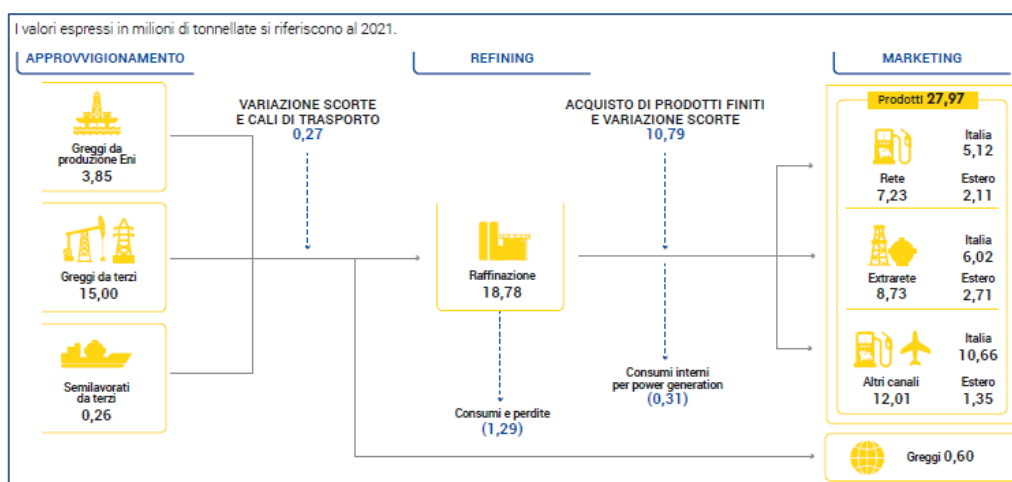 I valori espressi in milioni di tonnellate si riferiscono al 2021.
APPROVVIGIONAMENTO
REFINING
MARKETING
Greggi da
produzione Eni
3,85
Greggi da terzi
15,00
Semilavorati
da terzi
0,26
VARIAZIONE SCORTE
E CALI DI TRASPORTO
0,27
Raffinazione
18,78
Consumi e perdite
(1,29)
ACQUISTO DI PRODOTTI FINITI
E VARIAZIONE SCORTE
10,79
Consumi interni
per power generation
(0,31)
Prodotti 27,97
Italia
5,12
Rete
7,23
Estero
2,11
Italia
6,02
Extrarete
8,73
Estero
2,71
Italia
10,66
Altri canali
12,01
Estero
1,35
Greggi 0,60